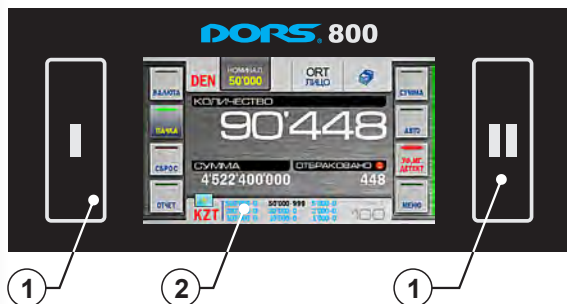 DORS 800
I
II
ВАЛЮТА
ПАЧКА
СБРОС
ОТЧЕТ
DEN
НОМИНАЛ
50'000
ORT
ЛИЦО
КОЛИЧЕСТВО
90'448
СУММА
4'522'400'000
ОТБРАКОВАНО
448
KZT
50'000-999
100
СУММА
АВТО
ДЕТЕКТ
МЕНЮ
1
2
1